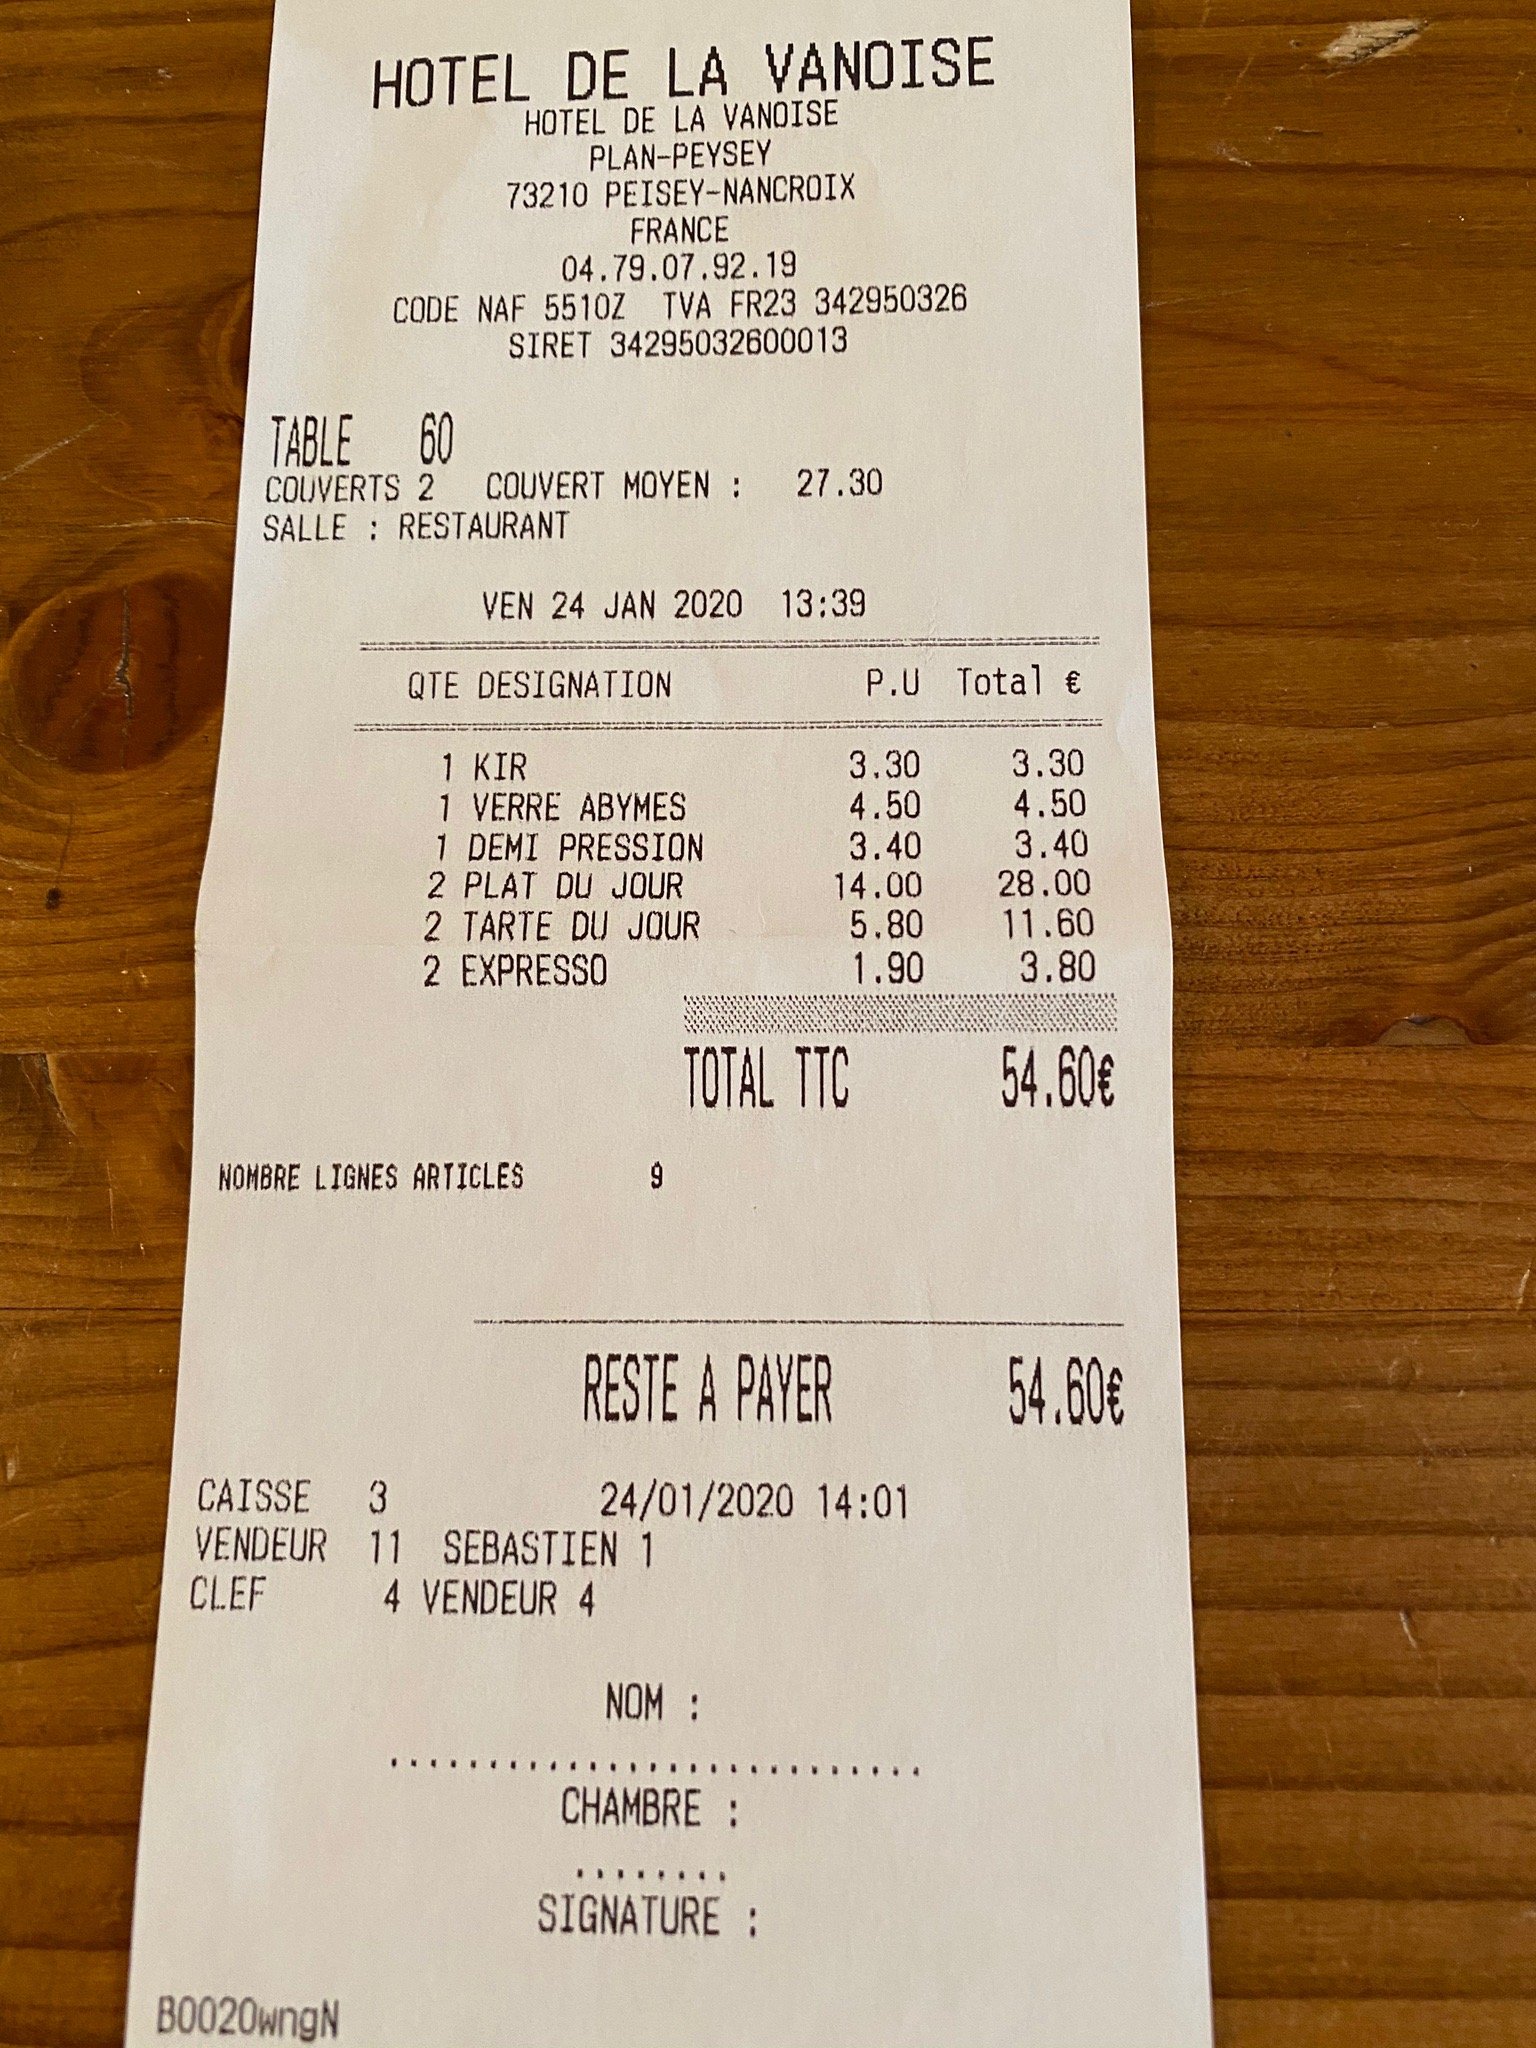 HOTEL DE LA VANOISE
HOTEL DE LA VANOISE
PLAN-PEYSEY
73210 PEISEY-NANCROIX
FRANCE
04.79.07.92.19
CODE NAF 5510Z TVA FR23 342950326
SIRET 34295032600013
TABLE 60
COUVERTS 2 COUVERT MOYEN : 27.30
SALLE : RESTAURANT
VEN 24 JAN 2020 13:39
QTE DESIGNATION P.U Total €
1 KIR 3.30 3.30
1 VERRE ABYMES 4.50 4.50
1 DEMI PRESSION 3.40 3.40
2 PLAT DU JOUR 14.00 28.00
2 TARTE DU JOUR 5.80 11.60
2 EXPRESSO 1.90 3.80
TOTAL TTC 54.60€
NOMBRE LIGNES ARTICLES 9
RESTE A PAYER 54.60€
CAISSE 3 24/01/2020 14:01
VENDEUR 11 SEBASTIEN 1
CLEF 4 VENDEUR 4
NOM :
...........................
CHAMBRE :
........
SIGNATURE :
B0020wngN